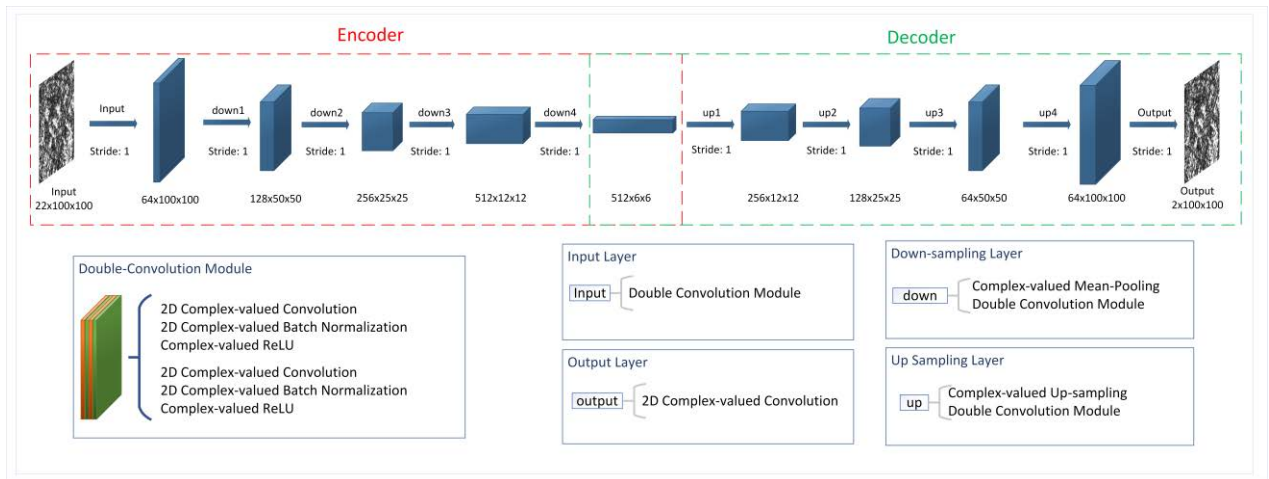 Encoder
Decoder
Input
down1
down2
down3
down4
up1
up2
up3
up4
Output
Stride: 1
Stride: 1
Stride: 1
Stride: 1
Stride: 1
Stride: 1
Stride: 1
Stride: 1
Stride: 1
Stride: 1
Input
22x100x100
64x100x100
128x50x50
256x25x25
512x12x12
512x6x6
256x12x12
128x25x25
64x50x50
64x100x100
Output
2x100x100
Double-Convolution Module
2D Complex-valued Convolution
2D Complex-valued Batch Normalization
Complex-valued ReLU
2D Complex-valued Convolution
2D Complex-valued Batch Normalization
Complex-valued ReLU
Input Layer
Input
Double Convolution Module
Output Layer
output
2D Complex-valued Convolution
Down-sampling Layer
down
Complex-valued Mean-Pooling
Double Convolution Module
Up Sampling Layer
up
Complex-valued Up-sampling
Double Convolution Module